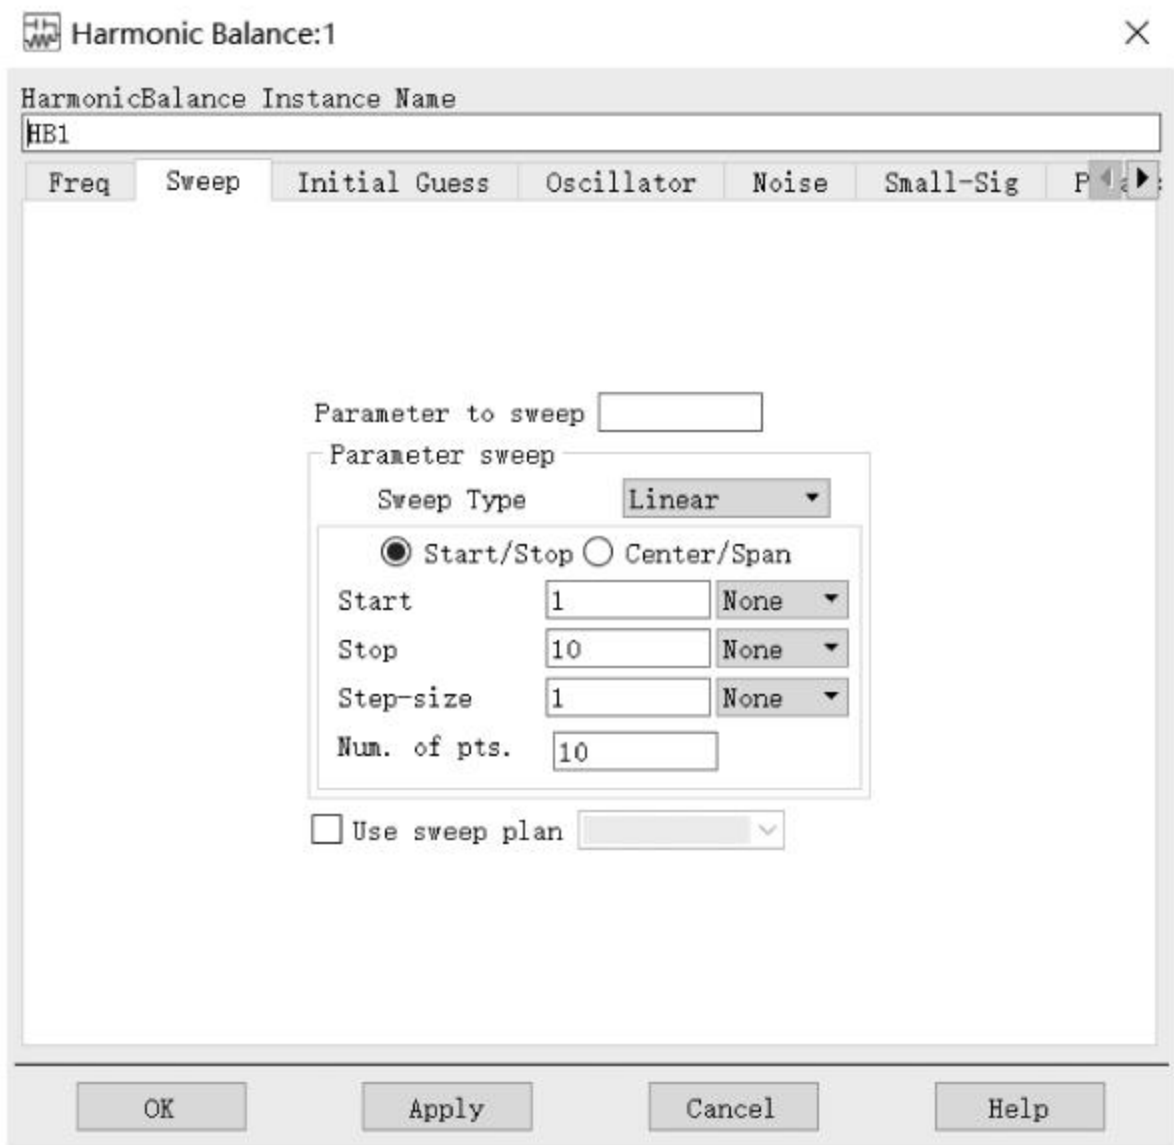 Harmonic Balance:1
HarmonicBalance Instance Name
HB1
Freq Sweep Initial Guess Oscillator Noise Small-Sig
Parameter to sweep
Parameter sweep
Sweep Type Linear
Start/Stop Center/Span
Start 1 None
Stop 10 None
Step-size 1 None
Num. of pts. 10
Use sweep plan
OK Apply Cancel Help